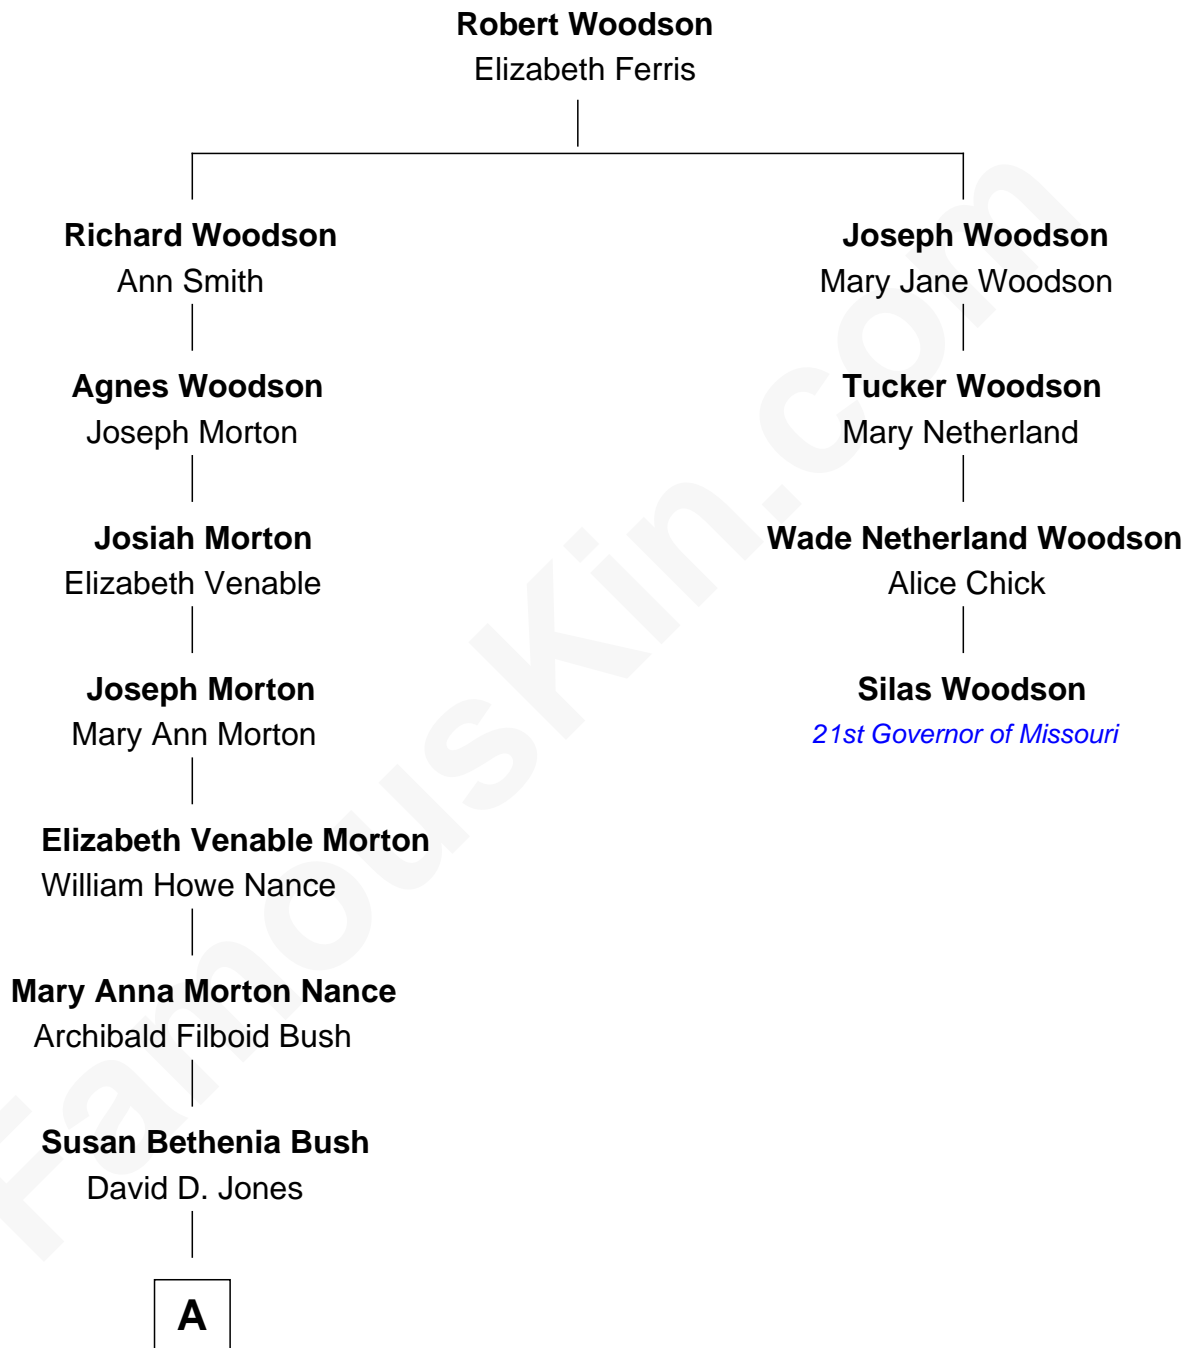 Robert Woodson
Elizabeth Ferris
Richard Woodson
Ann Smith
Joseph Woodson
Mary Jane Woodson
Agnes Woodson
Joseph Morton
Tucker Woodson
Mary Netherland
Josiah Morton
Elizabeth Venable
Wade Netherland Woodson
Alice Chick
Joseph Morton
Mary Ann Morton
Silas Woodson
21st Governor of Missouri
Elizabeth Venable Morton
William Howe Nance
Mary Anna Morton Nance
Archibald Filboid Bush
Susan Bethenia Bush
David D. Jones
A
FamousKin.com